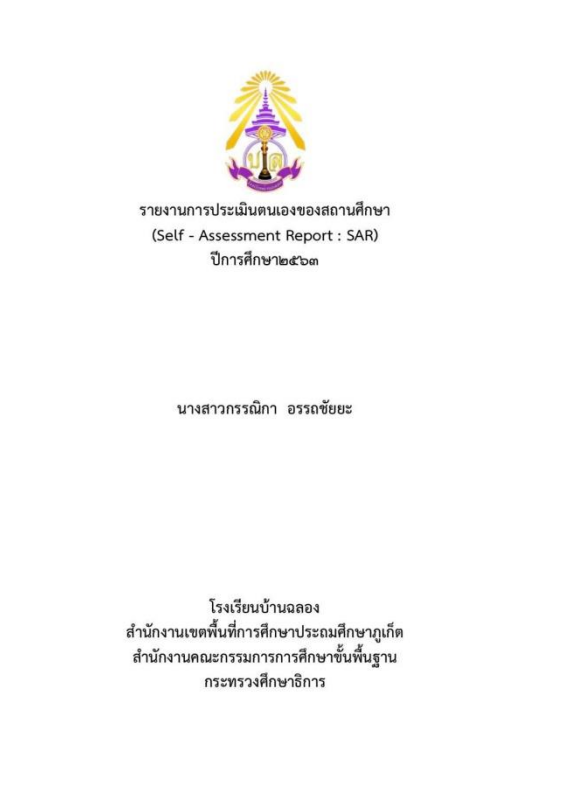 ป ล
รายงานการประเมินตนเองของสถานศึกษา
(Self - Assessment Report : SAR)
ปีการศึกษา๒๕๖๓
นางสาวกรรณิกา อรรถชัยยะ
โรงเรียนบ้านฉลอง
สำนักงานเขตพื้นที่การศึกษาประถมศึกษาภูเก็ต
สำนักงานคณะกรรมการการศึกษาขั้นพื้นฐาน
กระทรวงศึกษาธิการ